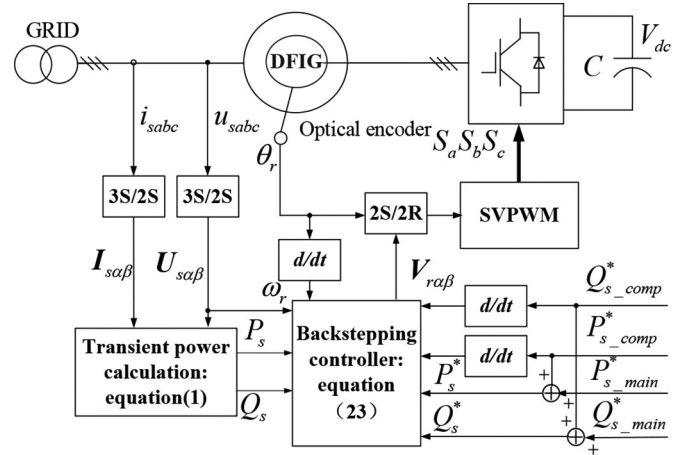 GRID
DFIG
V_dc
C
i_sabc
u_sabc
Optical encoder
S_a S_b S_c
θ_r
3S/2S
3S/2S
2S/2R
SVPWM
I_sαβ
U_sαβ
d/dt
V_rαβ
ω_r
Q*_s_comp
d/dt
P_s
Backstepping
controller:
equation
(23)
P*_s_comp
Transient power
calculation:
equation(1)
d/dt
P*_s
+
+
P*_s_main
Q_s
Q*_s
+
+
Q*_s_main